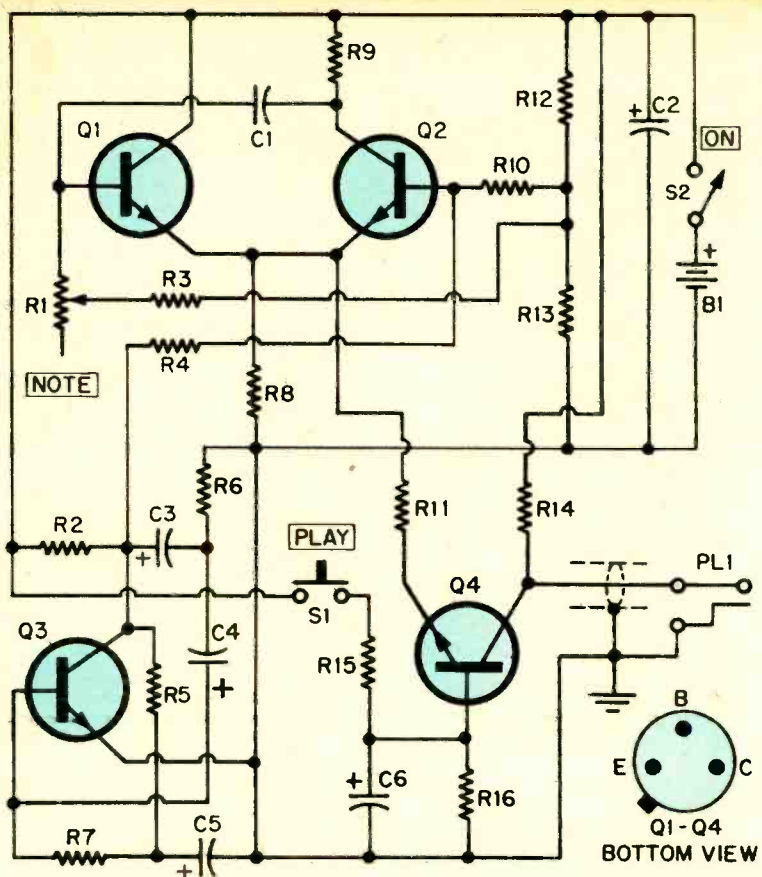 R9
R12
C2
+
Q1
C1
Q2
ON
R10
S2
+
R1
R3
R13
B1
R4
NOTE
R8
R6
R11
R14
R2
C3
+
PLAY
PL1
Q4
S1
Q3
C4
R5
R15
+
B
+
C6
R16
E
C
R7
C5
+
Q1-Q4
BOTTOM VIEW